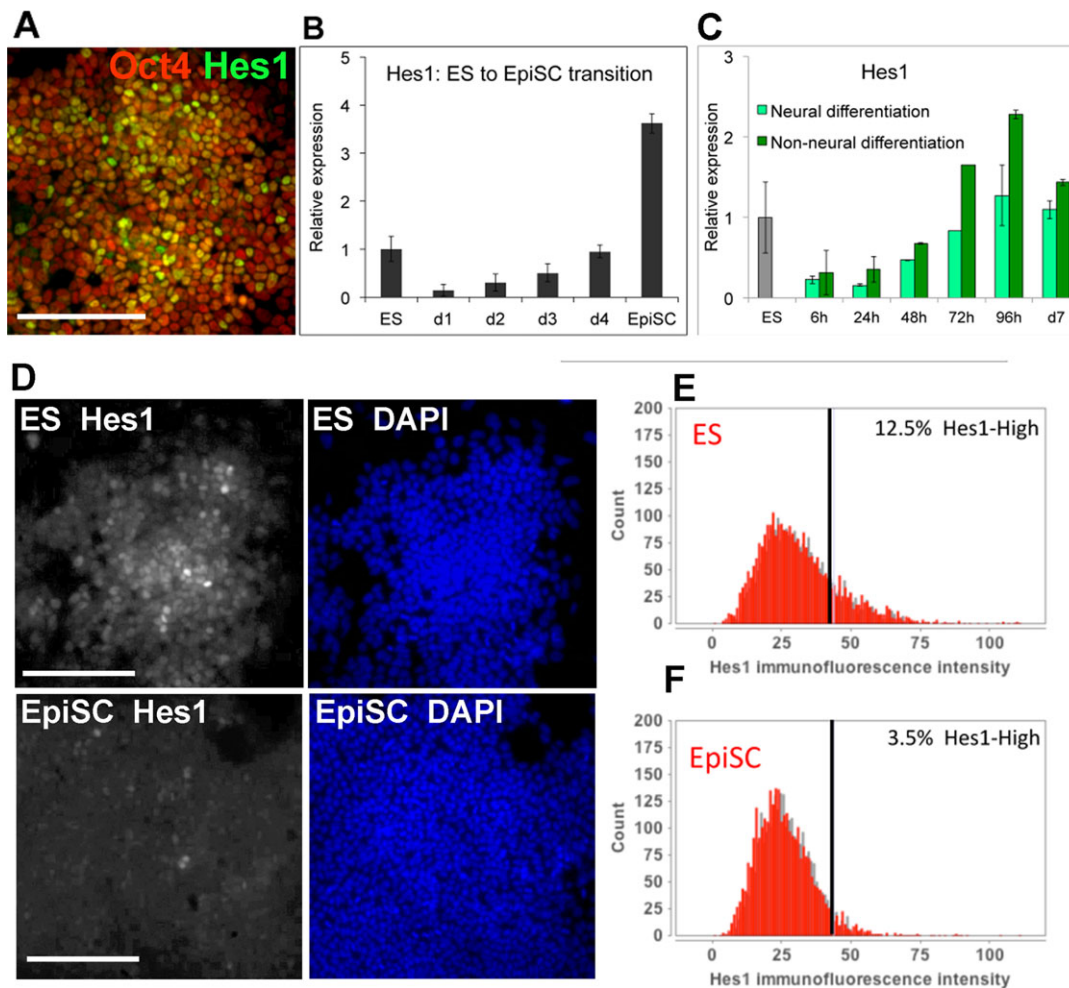 A
Oct4 Hes1
B
Hes1: ES to EpiSC transition
Relative expression
5
4
3
2
1
0
ES d1 d2 d3 d4 EpiSC
C
Hes1
Neural differentiation
Non-neural differentiation
Relative expression
3
2
1
0
ES 6h 24h 48h 72h 96h d7
D
ES Hes1
ES DAPI
EpiSC Hes1
EpiSC DAPI
E
ES
12.5% Hes1-High
Count
200
175
150
125
100
75
50
25
0
0 25 50 75 100
Hes1 immunofluorescence intensity
F
EpiSC
3.5% Hes1-High
Count
200
175
150
125
100
75
50
25
0
0 25 50 75 100
Hes1 immunofluorescence intensity